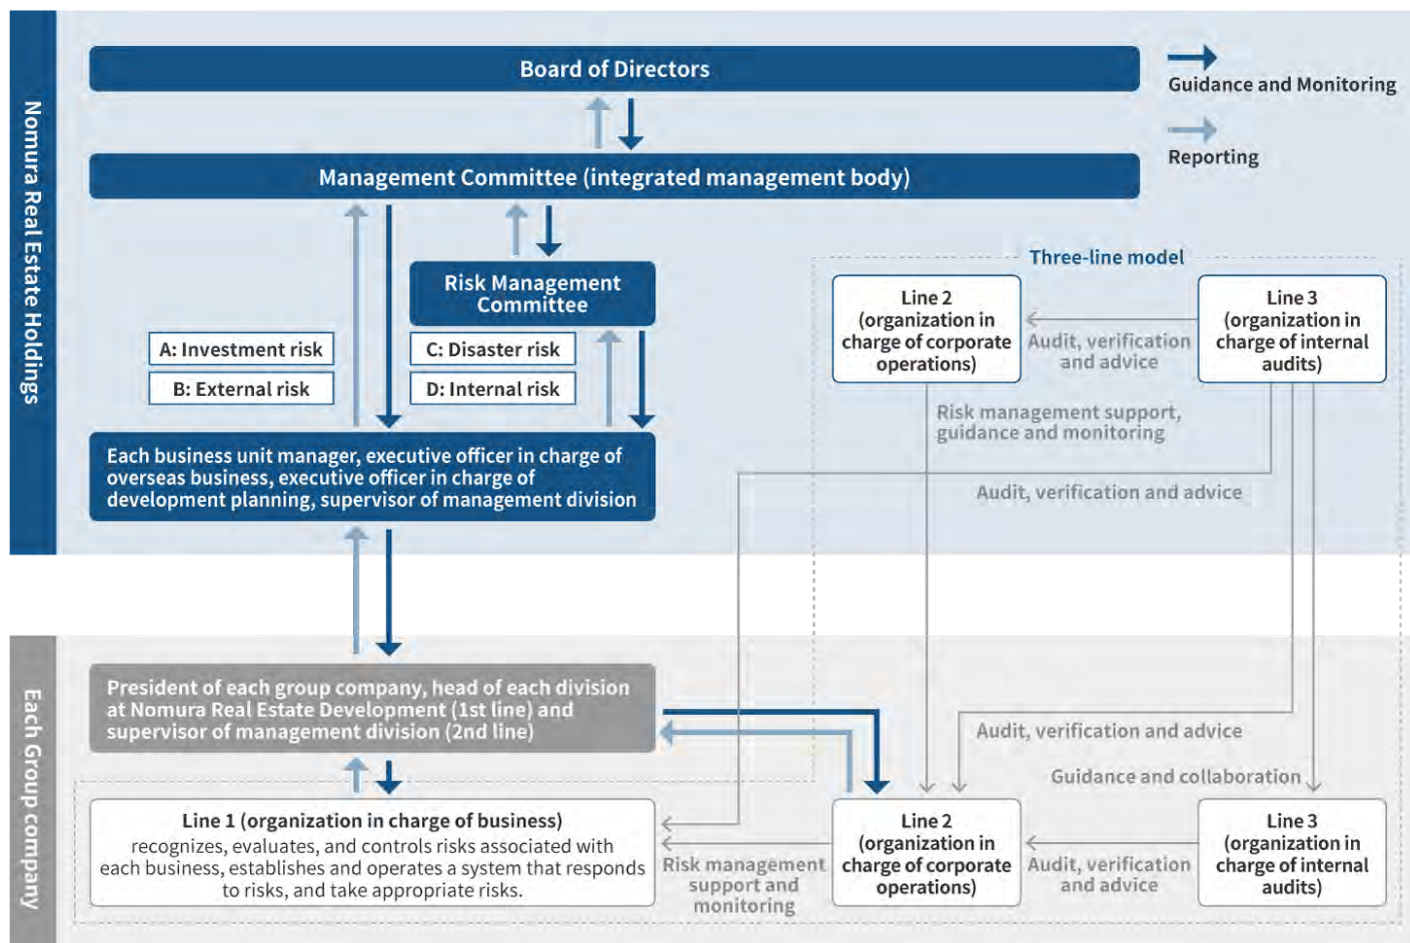 Nomura Real Estate Holdings
Board of Directors
Guidance and Monitoring
Reporting
Management Committee (integrated management body)
Risk Management
Committee
A: Investment risk
B: External risk
C: Disaster risk
D: Internal risk
Each business unit manager, executive officer in charge of
overseas business, executive officer in charge of
development planning, supervisor of management division
Three-line model
Line 2
(organization in
charge of corporate
operations)
Audit, verification
and advice
Line 3
(organization in
charge of internal
audits)
Risk management support,
guidance and monitoring
Audit, verification and advice
Each Group company
President of each group company, head of each division
at Nomura Real Estate Development (1st line) and
supervisor of management division (2nd line)
Audit, verification and advice
Guidance and collaboration
Line 1 (organization in charge of business)
recognizes, evaluates, and controls risks associated with
each business, establishes and operates a system that responds
to risks, and take appropriate risks.
Risk management
support and
monitoring
Line 2
(organization in
charge of corporate
operations)
Audit, verification
and advice
Line 3
(organization in
charge of internal
audits)